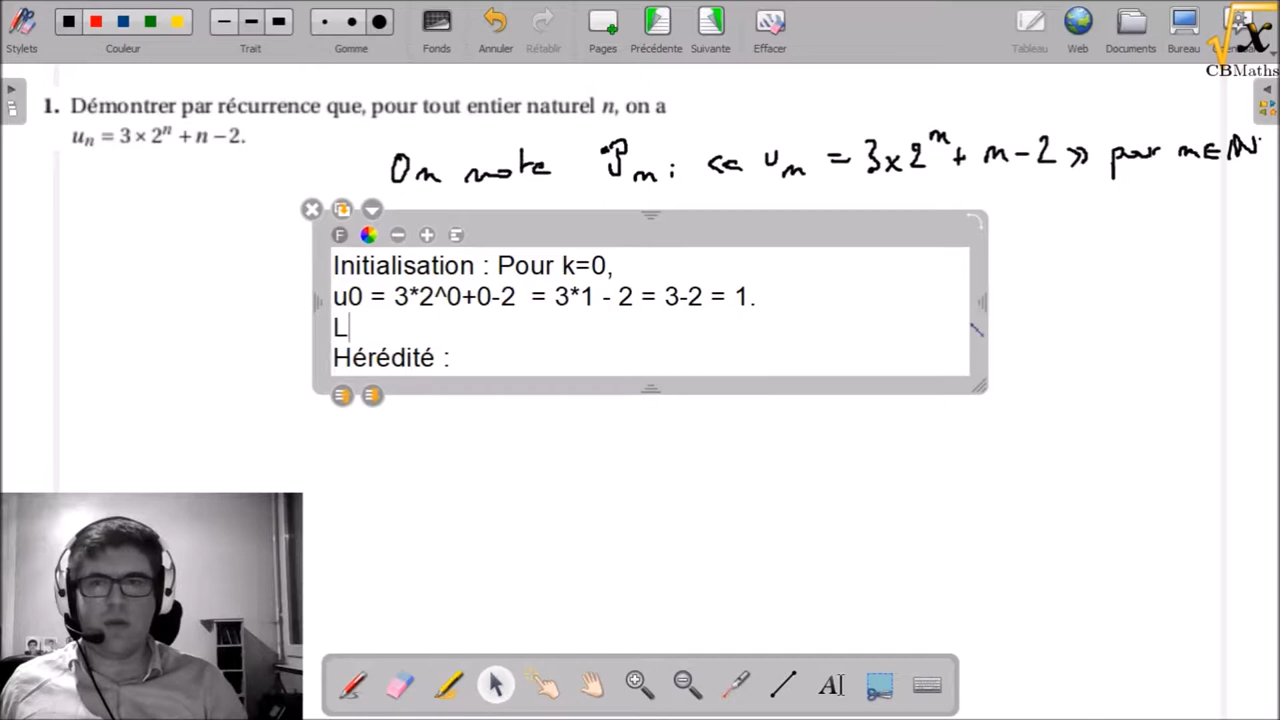 Stylets
Couleur
Trait
Gomme
Fonds
Annuler
Rétablir
Pages
Précédente
Suivante
Effacer
Tableau
Web
Documents
Bureau
CBMaths
1. Démontrer par récurrence que, pour tout entier naturel n, on a
uₙ = 3 × 2ⁿ + n − 2.
On note 𝒫ₙ : « uₙ = 3x2ⁿ + n − 2 » pour n ∈ ℕ
Initialisation : Pour k=0,
u0 = 3*2^0+0-2 = 3*1 - 2 = 3-2 = 1.
L
Hérédité :